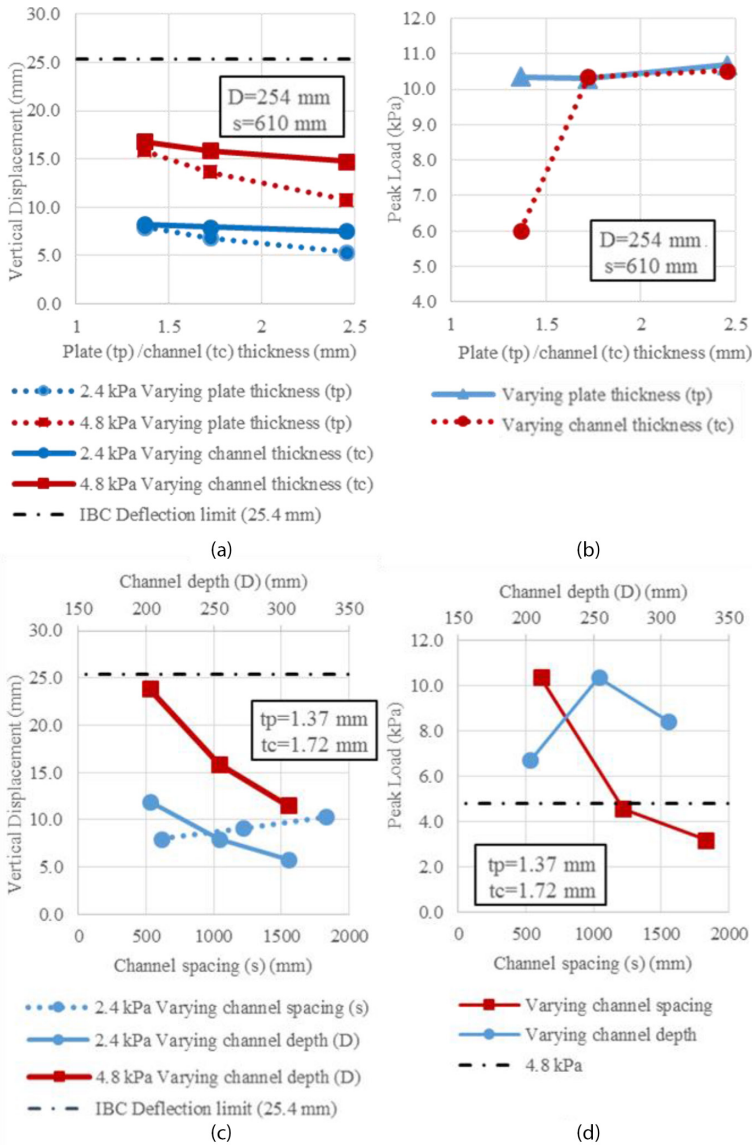 30.0
25.0
20.0
15.0
10.0
5.0
0.0
Vertical Displacement (mm)
D=254 mm
s=610 mm
1 1.5 2 2.5
Plate (tp) /channel (tc) thickness (mm)
2.4 kPa Varying plate thickness (tp)
4.8 kPa Varying plate thickness (tp)
2.4 kPa Varying channel thickness (tc)
4.8 kPa Varying channel thickness (tc)
IBC Deflection limit (25.4 mm)
(a)
12.0
11.0
10.0
9.0
8.0
7.0
6.0
5.0
4.0
Peak Load (kPa)
D=254 mm
s=610 mm
1 1.5 2 2.5
Plate (tp) /channel (tc) thickness (mm)
Varying plate thickness (tp)
Varying channel thickness (tc)
(b)
Channel depth (D) (mm)
150 200 250 300 350
30.0
25.0
20.0
15.0
10.0
5.0
0.0
Vertical Displacement (mm)
tp=1.37 mm
tc=1.72 mm
0 500 1000 1500 2000
Channel spacing (s) (mm)
2.4 kPa Varying channel spacing (s)
2.4 kPa Varying channel depth (D)
4.8 kPa Varying channel depth (D)
IBC Deflection limit (25.4 mm)
(c)
Channel depth (D) (mm)
150 200 250 300 350
12.0
10.0
8.0
6.0
4.0
2.0
0.0
Peak Load (kPa)
tp=1.37 mm
tc=1.72 mm
0 500 1000 1500 2000
Channel spacing (s) (mm)
Varying channel spacing
Varying channel depth
4.8 kPa
(d)